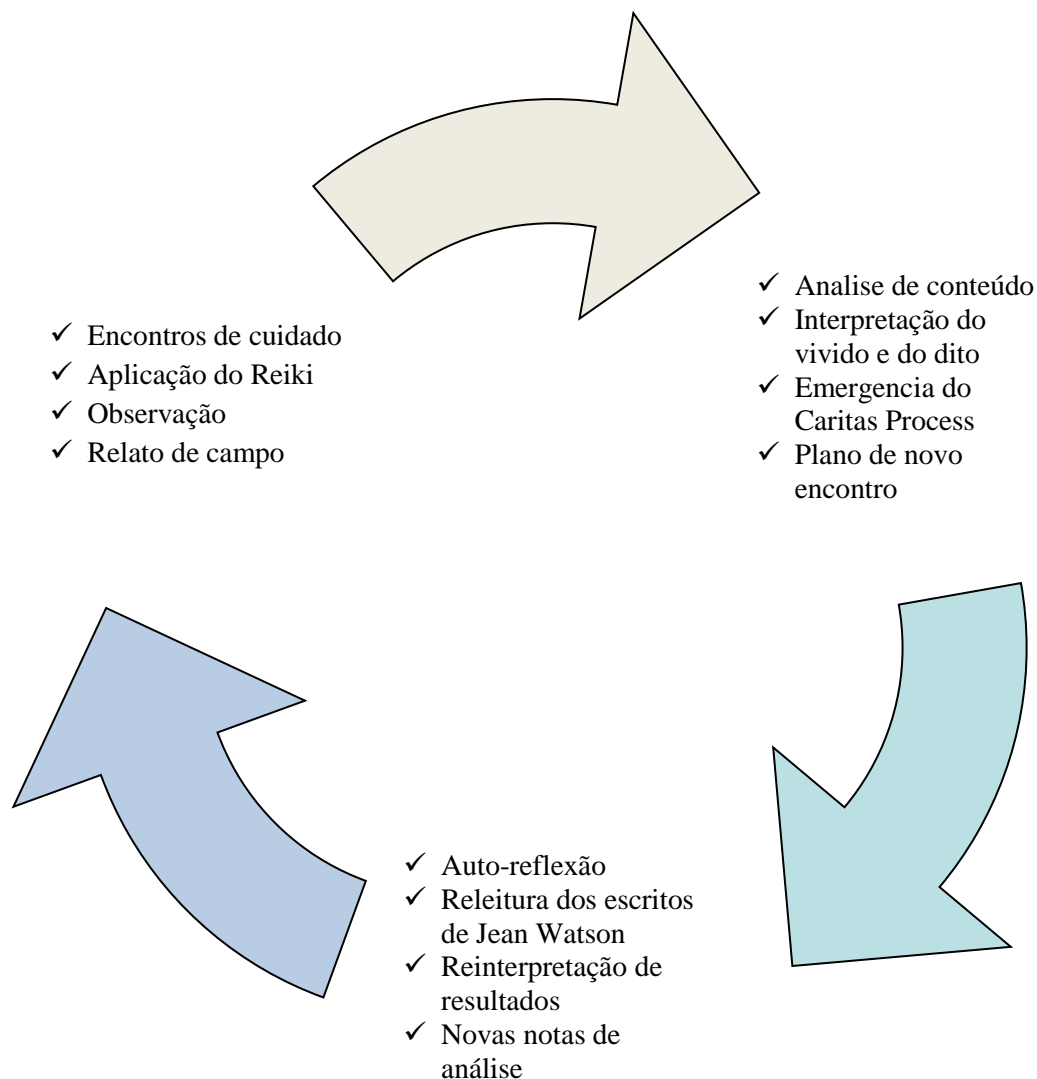 ✓ Encontros de cuidado
✓ Aplicação do Reiki
✓ Observação
✓ Relato de campo
✓ Analise de conteúdo
✓ Interpretação do
vivido e do dito
✓ Emergencia do
Caritas Process
✓ Plano de novo
encontro
✓ Auto-reflexão
✓ Releitura dos escritos
de Jean Watson
✓ Reinterpretação de
resultados
✓ Novas notas de
análise